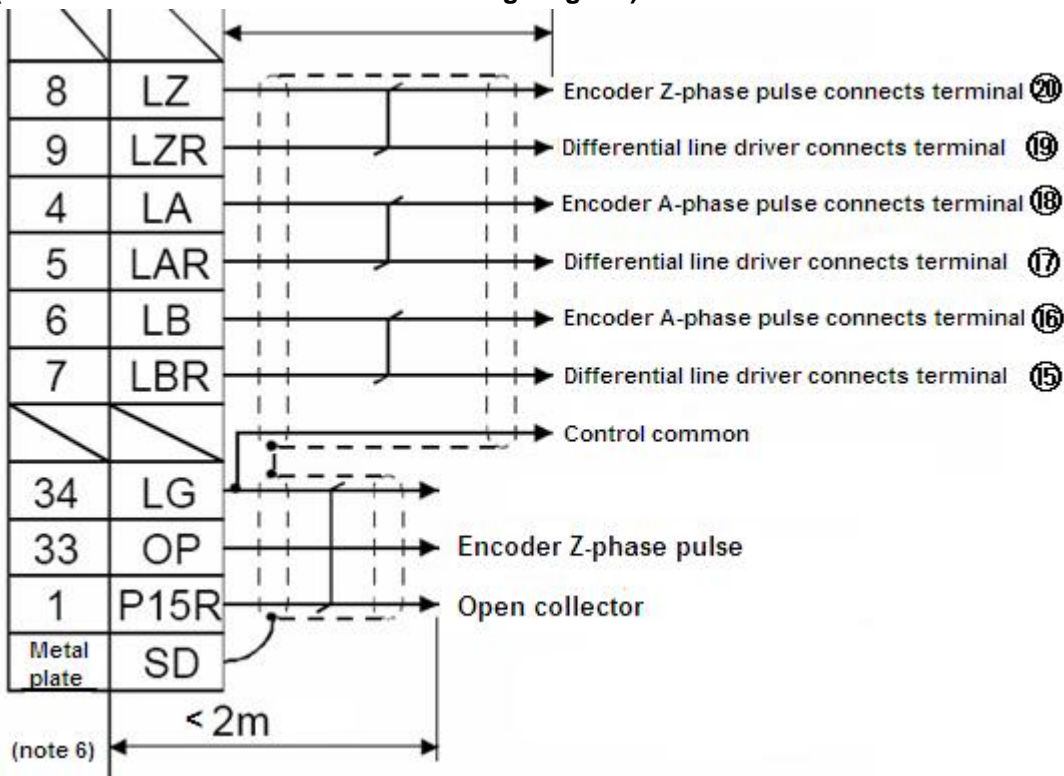 8 LZ Encoder Z-phase pulse connects terminal ⑳
9 LZR Differential line driver connects terminal ⑲
4 LA Encoder A-phase pulse connects terminal ⑱
5 LAR Differential line driver connects terminal ⑰
6 LB Encoder A-phase pulse connects terminal ⑯
7 LBR Differential line driver connects terminal ⑮
Control common
34 LG
33 OP Encoder Z-phase pulse
1 P15R Open collector
Metal
plate SD
< 2m
(note 6)